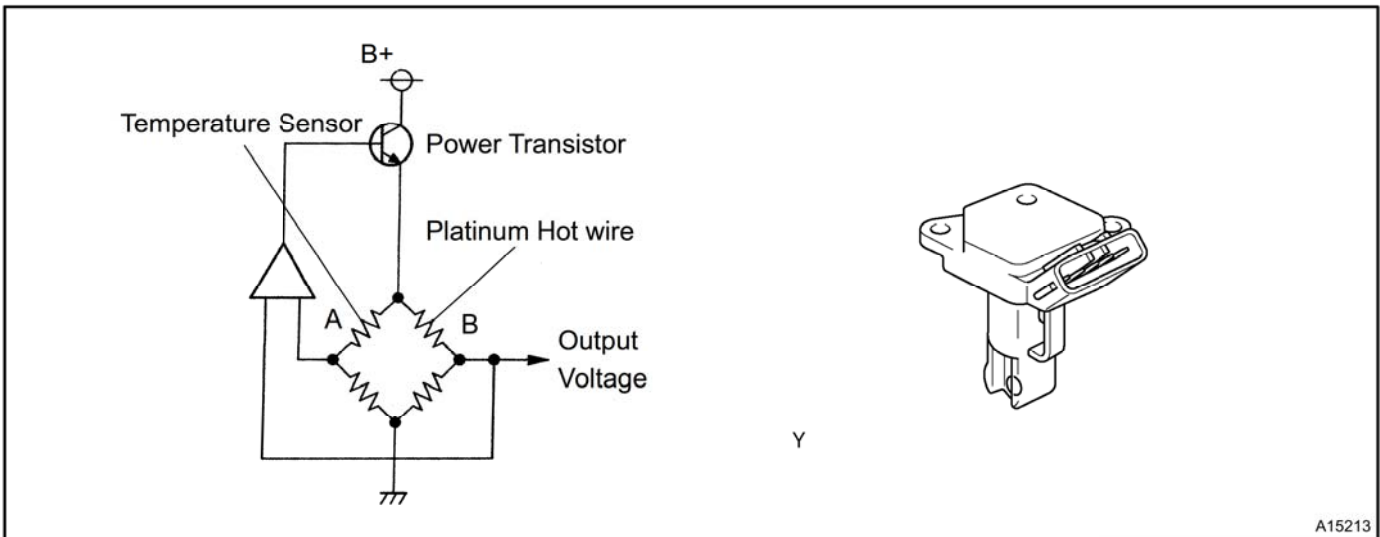 B+
Temperature Sensor
Power Transistor
Platinum Hot wire
A
B
Output
Voltage
Y
A15213